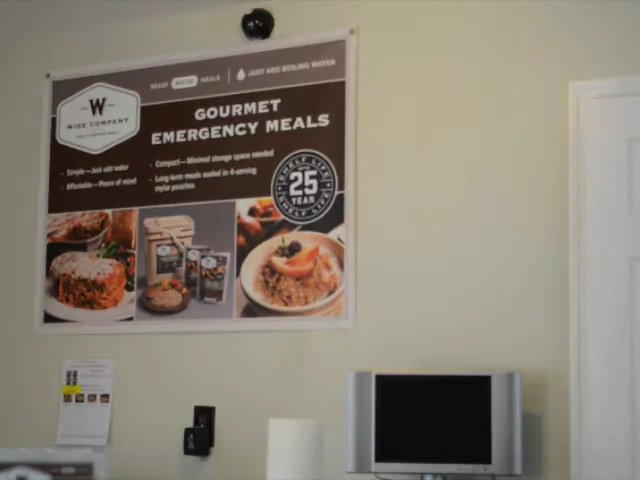 READY MADE MEALS | JUST ADD BOILING WATER
W
WISE COMPANY
GOURMET
EMERGENCY MEALS
· Simple—Just add water
· Affordable—Peace of mind
· Compact—Minimal storage space needed
· Long-term meals sealed in 4-serving
mylar pouches
SHELF LIFE
25
YEAR
SHELF LIFE